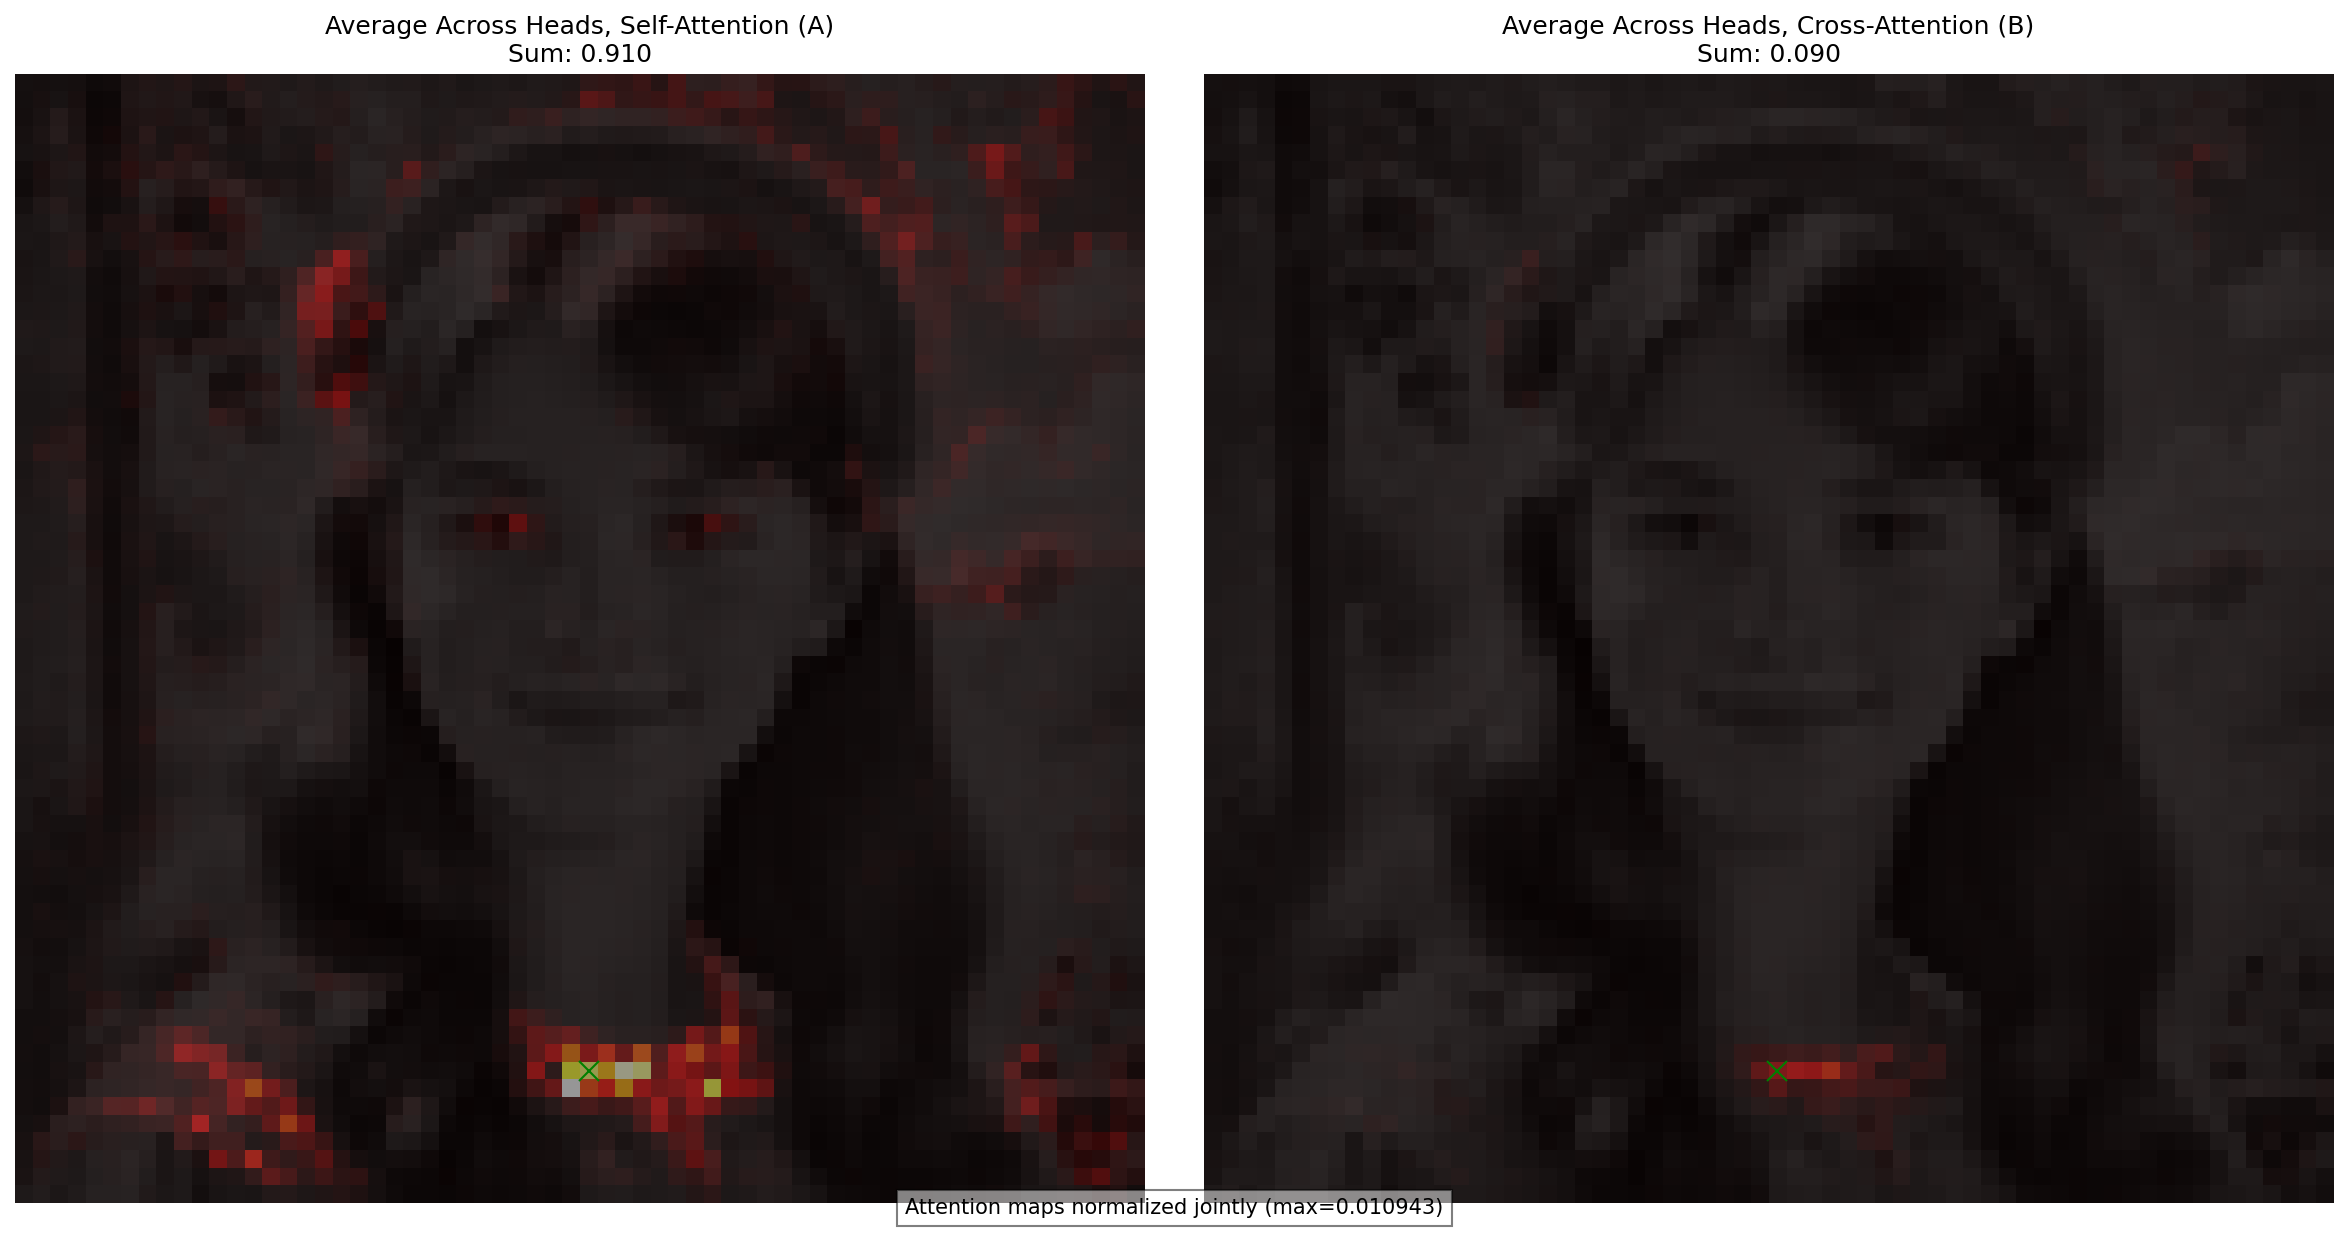 Average Across Heads, Self-Attention (A)
Sum: 0.910
Average Across Heads, Cross-Attention (B)
Sum: 0.090
Attention maps normalized jointly (max=0.010943)